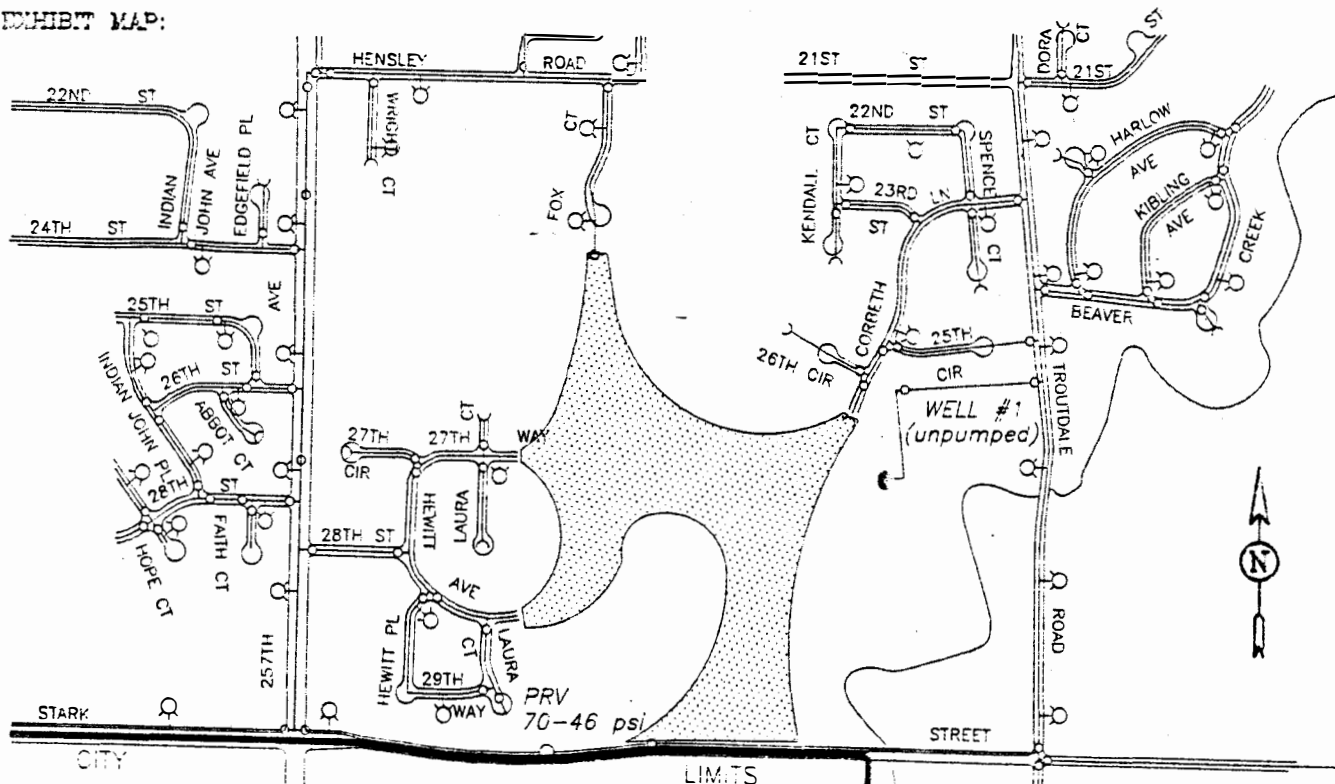 EXHIBIT MAP:
HENSLEY ROAD
21ST ST
DORA CT
ST
21ST
22ND ST
WRIGHT CT
CT
22ND ST
KENDALL CT
SPENCE CT
HARLOW AVE
KIBLING AVE
CREEK
BEAVER
INDIAN JOHN AVE
EDGEFIELD PL
FOX
23RD ST
LN
24TH ST
AVE
25TH ST
CORBETH
25TH
CIR
26TH CIR
TROUTDALE
INDIAN JOHN PL
26TH ST
ABBOT CT
WELL #1
(unpumped)
27TH CIR
27TH WAY
CT
HEWITT
LAURA
28TH ST
FAITH CT
HOPE CT
28TH ST
AVE
N
HEWITT PL
LAURA CT
ROAD
257TH
29TH WAY
PRV
70-46 psi
STARK
STREET
CITY
LIMITS